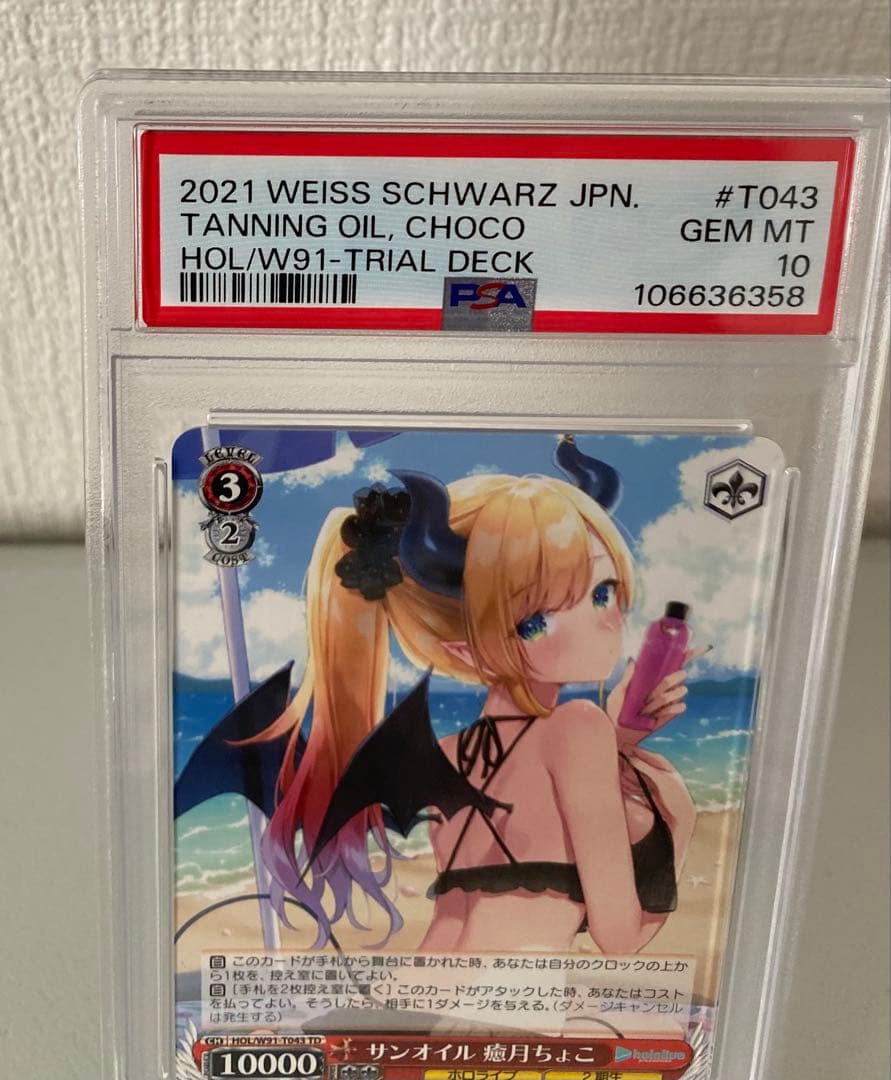 2021 WEISS SCHWARZ JPN. #T043
TANNING OIL, CHOCO GEM MT
HOL/W91-TRIAL DECK 10
PSA 106636358
LEVEL
3
2
COST
自 このカードが手札から舞台に置かれた時、あなたは自分のクロックの上か
ら1枚を、控え室に置いてよい。
自 [手札を2枚控え室に置く] このカードがアタックした時、あなたはコスト
を払ってよい。そうしたら、相手に1ダメージを与える。(ダメージキャンセル
は発生する)
CH HOL/W91-T043 TD
10000 サンオイル 癒月ちょこ hololive
ホロライブ 2期生